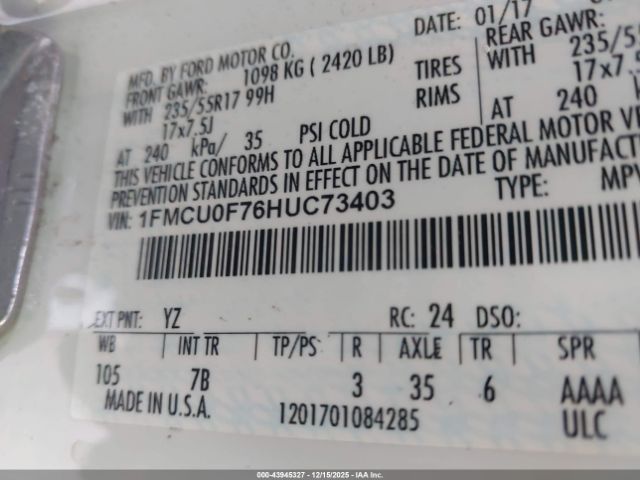 DATE: 01/17
MFD. BY FORD MOTOR CO.
FRONT GAWR: 1098 KG ( 2420 LB)
REAR GAWR:
WITH 235/55R17 99H TIRES WITH 235/55
17x7.5J RIMS 17x7.5
AT 240 kPa/ 35 PSI COLD AT 240
THIS VEHICLE CONFORMS TO ALL APPLICABLE FEDERAL MOTOR VE
PREVENTION STANDARDS IN EFFECT ON THE DATE OF MANUFACTUR
VIN: 1FMCU0F76HUC73403 TYPE: MPV
EXT PNT: YZ RC: 24 DSO:
WB INT TR TP/PS R AXLE TR SPR
105 7B 3 35 6 AAAA
MADE IN U.S.A. 1201701084285 ULC
000-43945327 - 12/15/2025 - IAAI.COM